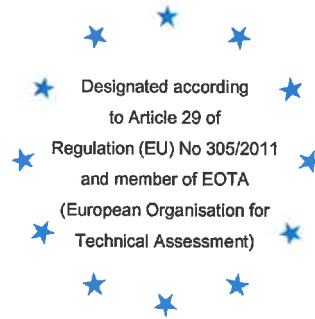 Designated according
to Article 29 of
Regulation (EU) No 305/2011
and member of EOTA
(European Organisation for
Technical Assessment)